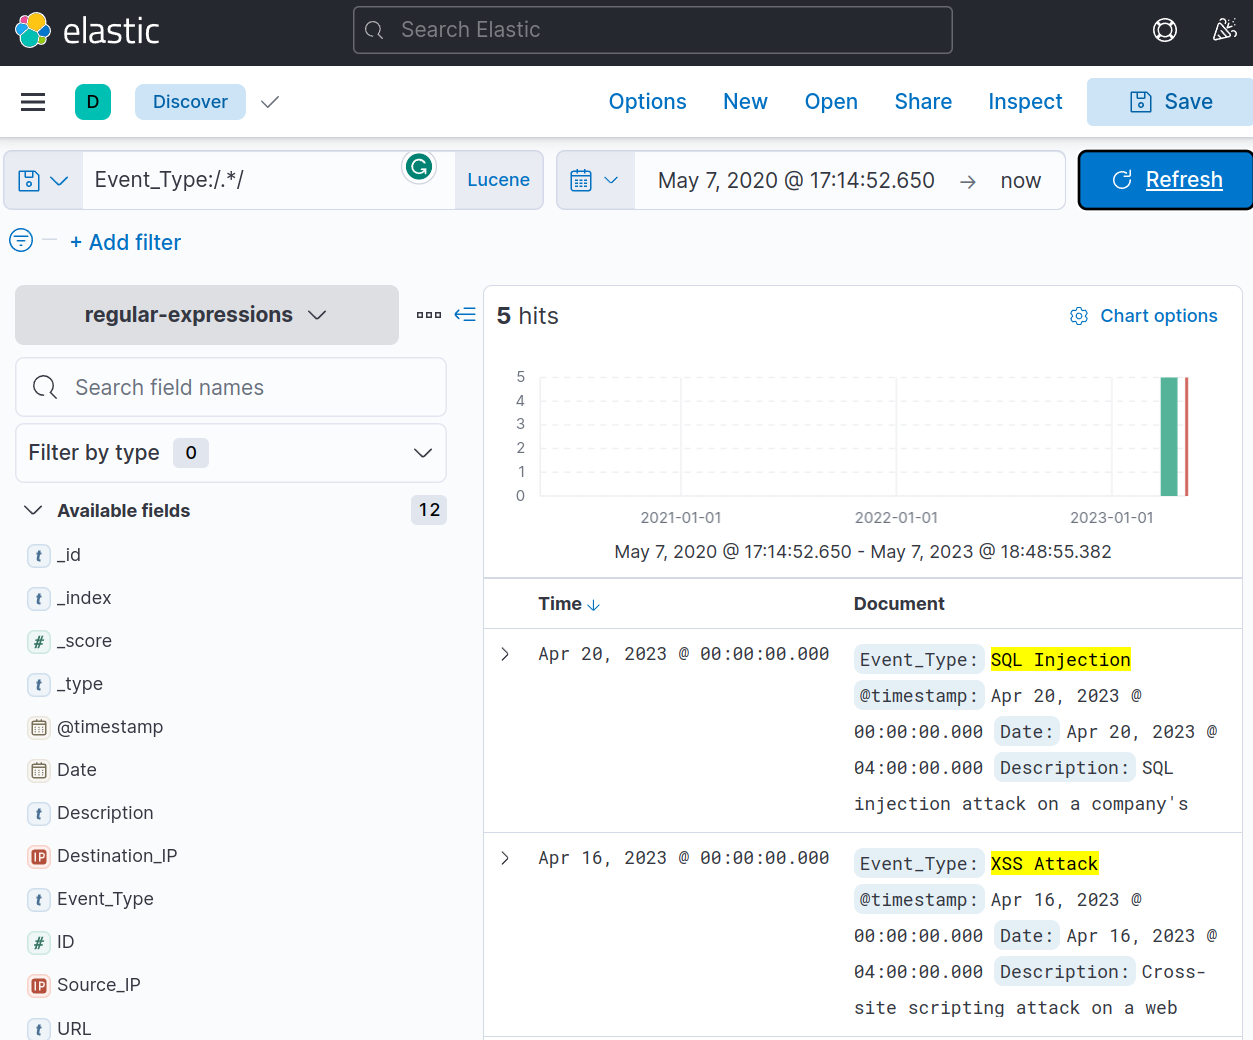 elastic
Search Elastic
D
Discover
Options
New
Open
Share
Inspect
Save
Event_Type:/.*/
Lucene
May 7, 2020 @ 17:14:52.650 → now
Refresh
+ Add filter
regular-expressions
Search field names
Filter by type 0
Available fields 12
t _id
t _index
# _score
t _type
@timestamp
Date
t Description
IP Destination_IP
t Event_Type
# ID
IP Source_IP
t URL
5 hits
Chart options
5
4
3
2
1
0
2021-01-01
2022-01-01
2023-01-01
May 7, 2020 @ 17:14:52.650 - May 7, 2023 @ 18:48:55.382
Time ↓ Document
Apr 20, 2023 @ 00:00:00.000
Event_Type: SQL Injection
@timestamp: Apr 20, 2023 @
00:00:00.000 Date: Apr 20, 2023 @
04:00:00.000 Description: SQL
injection attack on a company's
Apr 16, 2023 @ 00:00:00.000
Event_Type: XSS Attack
@timestamp: Apr 16, 2023 @
00:00:00.000 Date: Apr 16, 2023 @
04:00:00.000 Description: Cross-
site scripting attack on a web